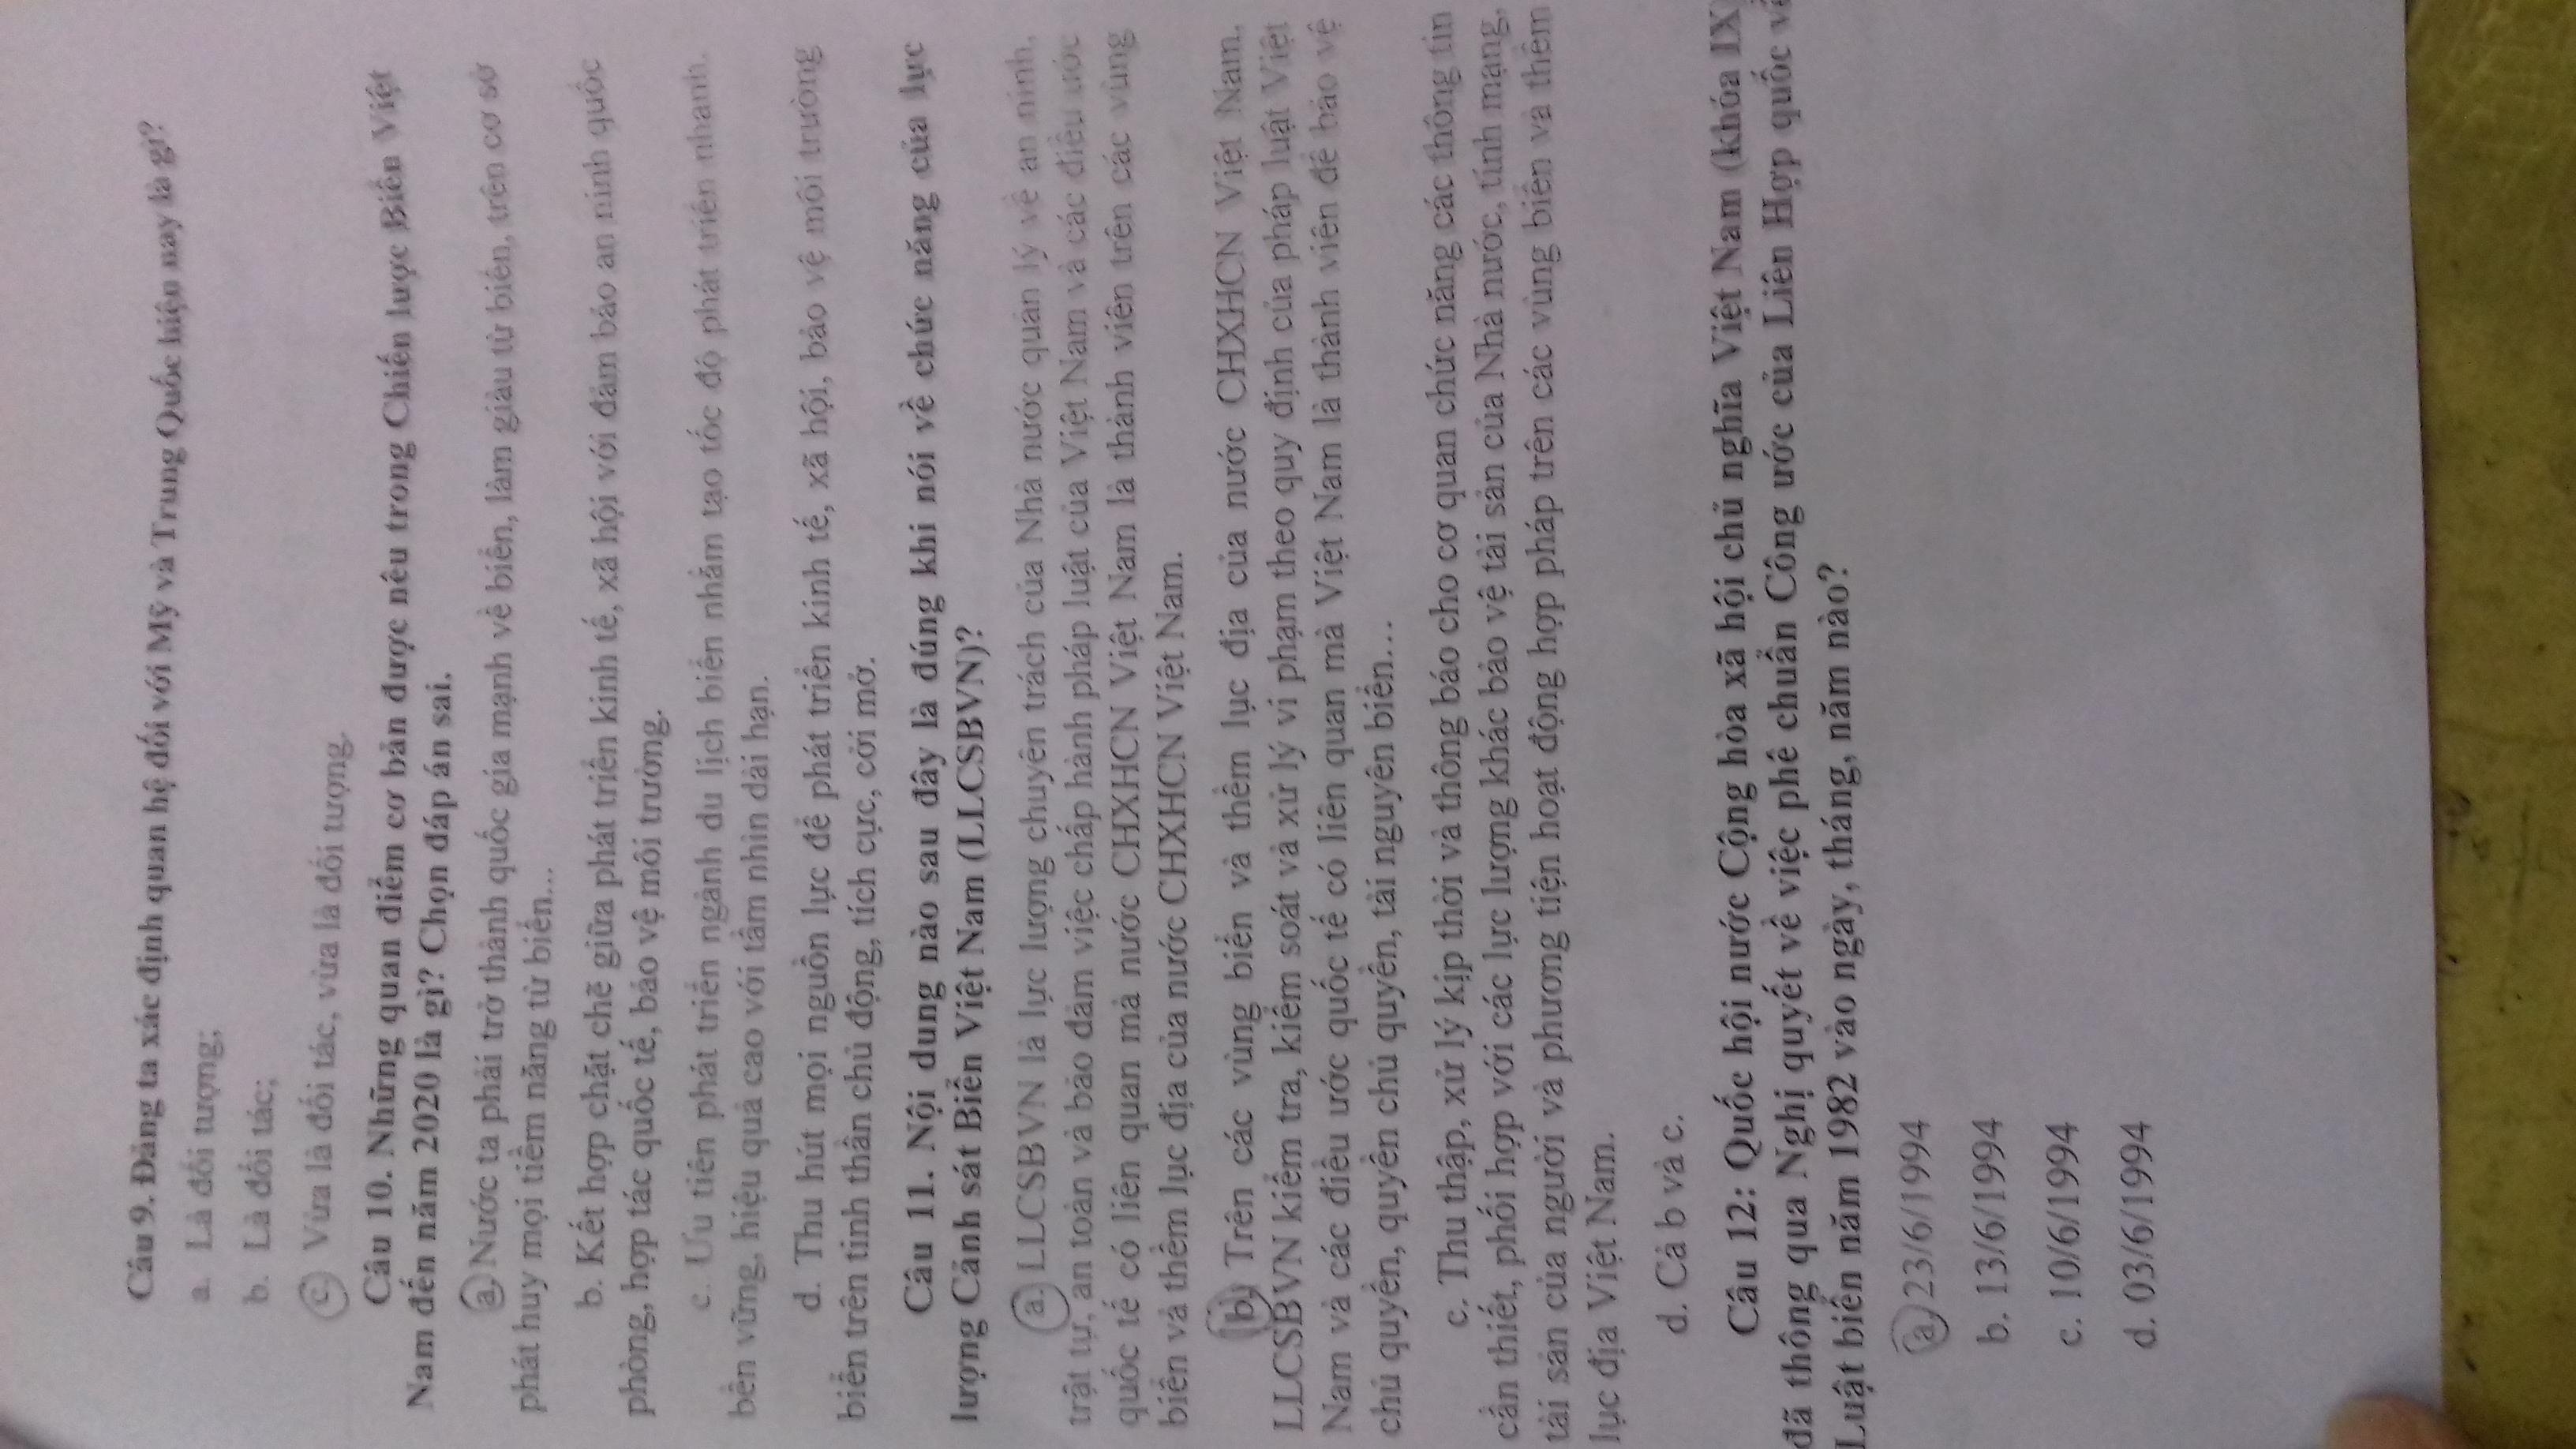 Câu 9. Đảng ta xác định quan hệ đối với Mỹ và Trung Quốc hiện nay là gì?
a. Là đối tượng;
b. Là đối tác;
c. Vừa là đối tác, vừa là đối tượng.
Câu 10. Những quan điểm cơ bản được nêu trong Chiến lược Biển Việt
Nam đến năm 2020 là gì? Chọn đáp án sai.
a. Nước ta phải trở thành quốc gia mạnh về biển, làm giàu từ biển, trên cơ sở
phát huy mọi tiềm năng từ biển...
b. Kết hợp chặt chẽ giữa phát triển kinh tế, xã hội với đảm bảo an ninh quốc
phòng, hợp tác quốc tế, bảo vệ môi trường.
c. Ưu tiên phát triển ngành du lịch biển nhằm tạo tốc độ phát triển nhanh,
bền vững, hiệu quả cao với tầm nhìn dài hạn.
d. Thu hút mọi nguồn lực để phát triển kinh tế, xã hội, bảo vệ môi trường
biển trên tinh thần chủ động, tích cực, cởi mở.
Câu 11. Nội dung nào sau đây là đúng khi nói về chức năng của lực
lượng Cảnh sát Biển Việt Nam (LLCSBVN)?
a. LLCSBVN là lực lượng chuyên trách của Nhà nước quản lý về an ninh,
trật tự, an toàn và bảo đảm việc chấp hành pháp luật của Việt Nam và các điều ước
quốc tế có liên quan mà nước CHXHCN Việt Nam là thành viên trên các vùng
biển và thềm lục địa của nước CHXHCN Việt Nam.
b. Trên các vùng biển và thềm lục địa của nước CHXHCN Việt Nam,
LLCSBVN kiểm tra, kiểm soát và xử lý vi phạm theo quy định của pháp luật Việt
Nam và các điều ước quốc tế có liên quan mà Việt Nam là thành viên để bảo vệ
chủ quyền, quyền chủ quyền, tài nguyên biển...
c. Thu thập, xử lý kịp thời và thông báo cho cơ quan chức năng các thông tin
cần thiết, phối hợp với các lực lượng khác bảo vệ tài sản của Nhà nước, tính mạng,
tài sản của người và phương tiện hoạt động hợp pháp trên các vùng biển và thềm
lục địa Việt Nam.
d. Cả b và c.
Câu 12: Quốc hội nước Cộng hòa xã hội chủ nghĩa Việt Nam (khóa IX)
đã thông qua Nghị quyết về việc phê chuẩn Công ước của Liên Hợp quốc về
Luật biển năm 1982 vào ngày, tháng, năm nào?
a. 23/6/1994
b. 13/6/1994
c. 10/6/1994
d. 03/6/1994